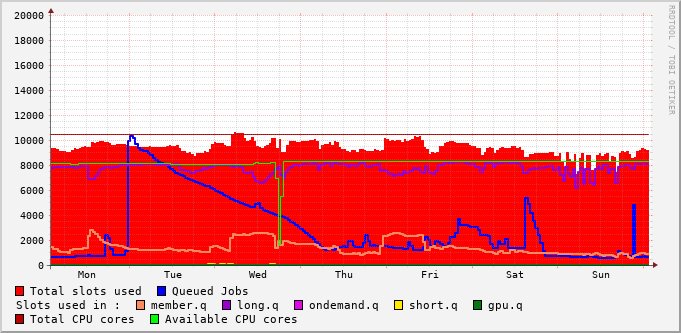 RRDTOOL / TOBI OETIKER
20000
18000
16000
14000
12000
10000
8000
6000
4000
2000
0
Mon Tue Wed Thu Fri Sat Sun
Total slots used Queued Jobs
Slots used in : member.q long.q ondemand.q short.q gpu.q
Total CPU cores Available CPU cores